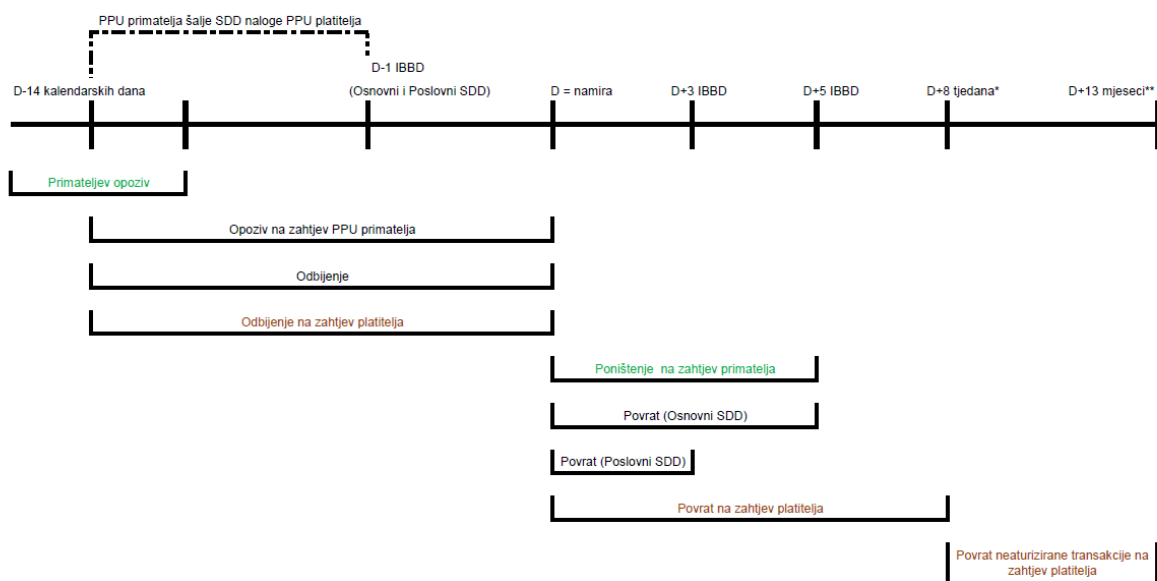 PPU primatelja šalje SDD naloge PPU platitelja
D-1 IBBD
D-14 kalendarskih dana
(Osnovni i Poslovni SDD)
D = namira
D+3 IBBD
D+5 IBBD
D+8 tjedana*
D+13 mjeseci**
Primateljev opoziv
Opoziv na zahtjev PPU primatelja
Odbijenje
Odbijenje na zahtjev platitelja
Poništenje na zahtjev primatelja
Povrat (Osnovni SDD)
Povrat (Poslovni SDD)
Povrat na zahtjev platitelja
Povrat neaturizirane transakcije na
zahtjev platitelja